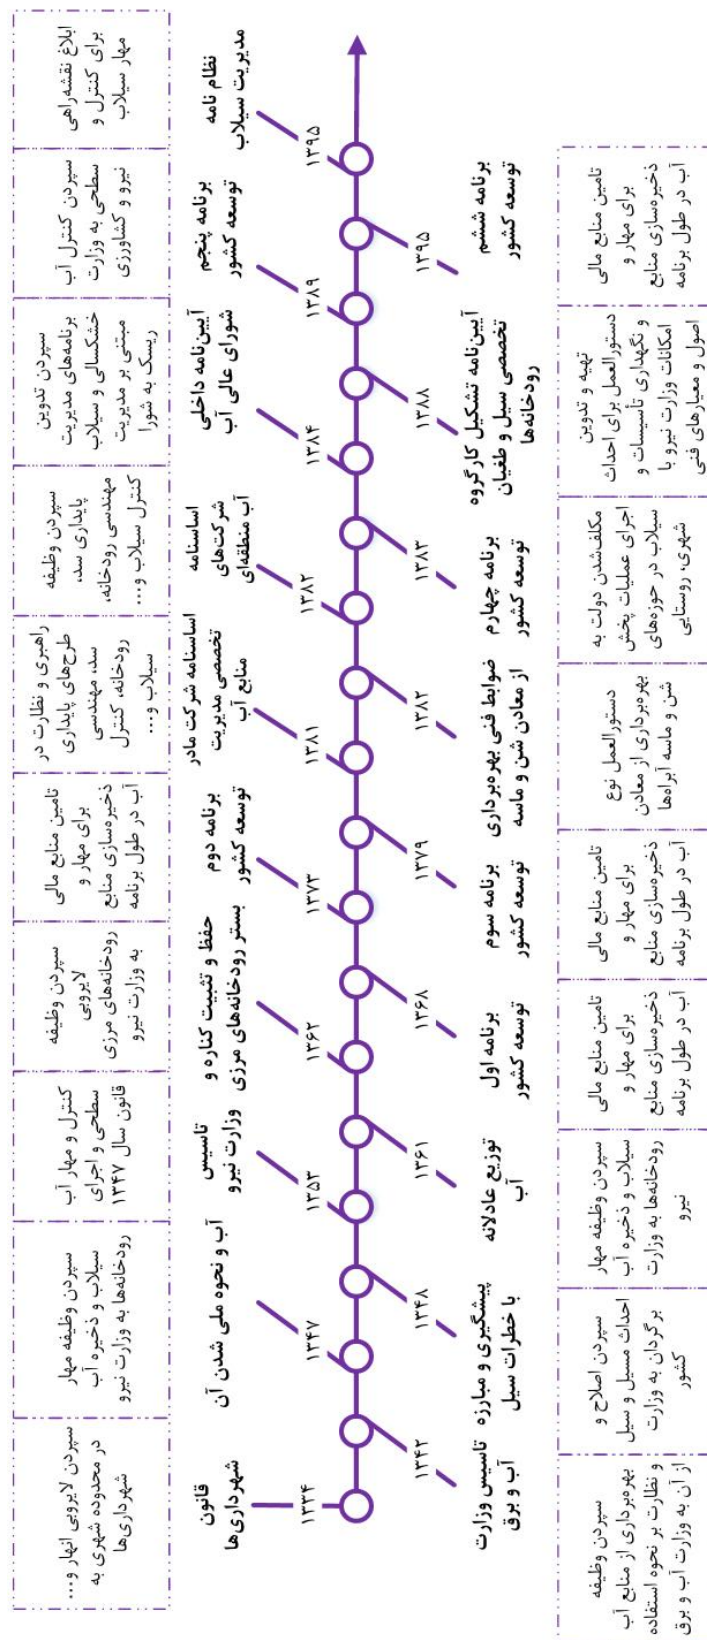 سپردن لایروبی انهار و...
در محدوده شهری به
شهرداری‌ها
سپردن وظیفه مهار
سیلاب و ذخیره آب
رودخانه‌ها به وزارت نیرو
کنترل و مهار آب
سطحی و اجرای
قانون سال ۱۳۴۷
سپردن وظیفه
لایروبی
رودخانه‌های مرزی
به وزارت نیرو
تامین منابع مالی
برای مهار و
ذخیره‌سازی منابع
آب در طول برنامه
راهبری و نظارت در
طرح‌های پایداری
سد، مهندسی
رودخانه، کنترل
سیلاب و...
سپردن وظیفه
پایداری سد،
مهندسی رودخانه،
کنترل سیلاب و...
سپردن تدوین
برنامه‌های مدیریت
خشکسالی و سیلاب
مبتنی بر مدیریت
ریسک به شورا
سپردن کنترل آب
سطحی به وزارت
نیرو و کشاورزی
ابلاغ نقشه‌راهی
برای کنترل و
مهار سیلاب
قانون
شهرداری‌ها
۱۳۳۴
آب و نحوه ملی شدن آن
۱۳۴۷
تاسیس
وزارت نیرو
۱۳۵۳
حفظ و تثبیت کناره و
بستر رودخانه‌های مرزی
۱۳۶۲
برنامه دوم
توسعه کشور
۱۳۷۳
اساسنامه شرکت مادر
تخصصی مدیریت
منابع آب
۱۳۸۱
اساسنامه
شرکت‌های
آب منطقه‌ای
۱۳۸۲
آیین‌نامه داخلی
شورای عالی آب
۱۳۸۴
برنامه پنجم
توسعه کشور
۱۳۸۹
نظام نامه
مدیریت سیلاب
۱۳۹۵
۱۳۴۲
تاسیس وزارت
آب و برق
۱۳۴۸
پیشگیری و مبارزه
با خطرات سیل
۱۳۶۱
توزیع عادلانه
آب
۱۳۶۸
برنامه اول
توسعه کشور
۱۳۷۹
برنامه سوم
توسعه کشور
۱۳۸۲
ضوابط فنی بهره‌برداری
از معادن شن و ماسه
۱۳۸۳
برنامه چهارم
توسعه کشور
۱۳۸۸
آیین‌نامه تشکیل کارگروه
تخصصی سیل و طغیان
رودخانه‌ها
۱۳۹۵
برنامه ششم
توسعه کشور
سپردن وظیفه
بهره‌برداری از منابع آب
و نظارت بر نحوه استفاده
از آن به وزارت آب و برق
سپردن اصلاح و
احداث مسیل و سیل
برگردان به وزارت
کشور
سپردن وظیفه مهار
سیلاب و ذخیره آب
رودخانه‌ها به وزارت
نیرو
تامین منابع مالی
برای مهار و
ذخیره‌سازی منابع
آب در طول برنامه
تامین منابع مالی
برای مهار و
ذخیره‌سازی منابع
آب در طول برنامه
دستورالعمل نوع
بهره‌برداری از معادن
شن و ماسه آبراه‌ها
مکلف‌شدن دولت به
اجرای عملیات پخش
سیلاب در حوزه‌های
شهری، روستایی
تهیه و تدوین
دستورالعمل برای احداث
و نگهداری تأسیسات و
امکانات وزارت نیرو با
اصول و معیارهای فنی
تامین منابع مالی
برای مهار و
ذخیره‌سازی منابع
آب در طول برنامه